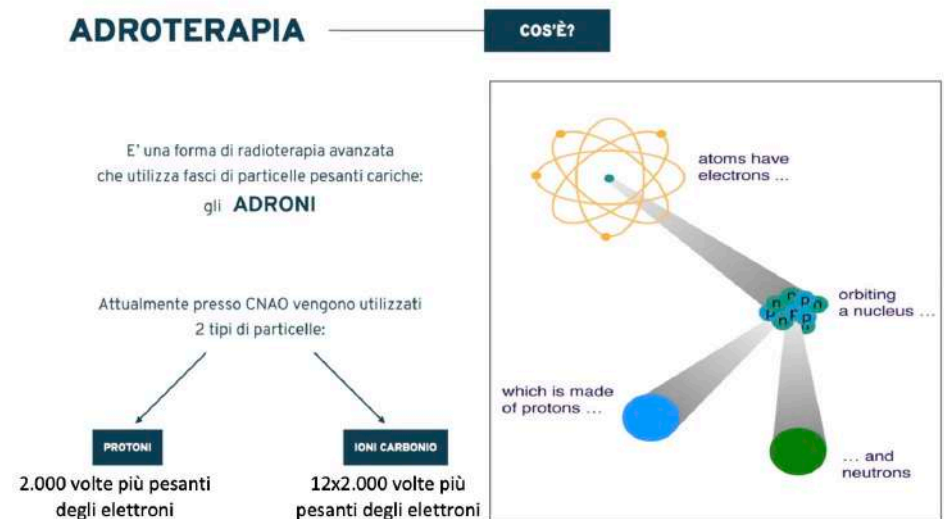 ADROTERAPIA
COS'È?
E' una forma di radioterapia avanzata
che utilizza fasci di particelle pesanti cariche:
gli ADRONI
Attualmente presso CNAO vengono utilizzati
2 tipi di particelle:
PROTONI
IONI CARBONIO
2.000 volte più pesanti
degli elettroni
12x2.000 volte più
pesanti degli elettroni
atoms have
electrons ...
orbiting
a nucleus ...
which is made
of protons ...
... and
neutrons